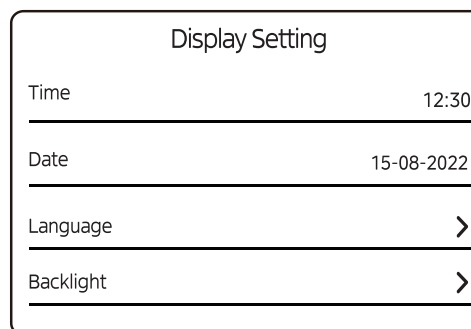 Display Setting
Time 12:30
Date 15-08-2022
Language
Backlight